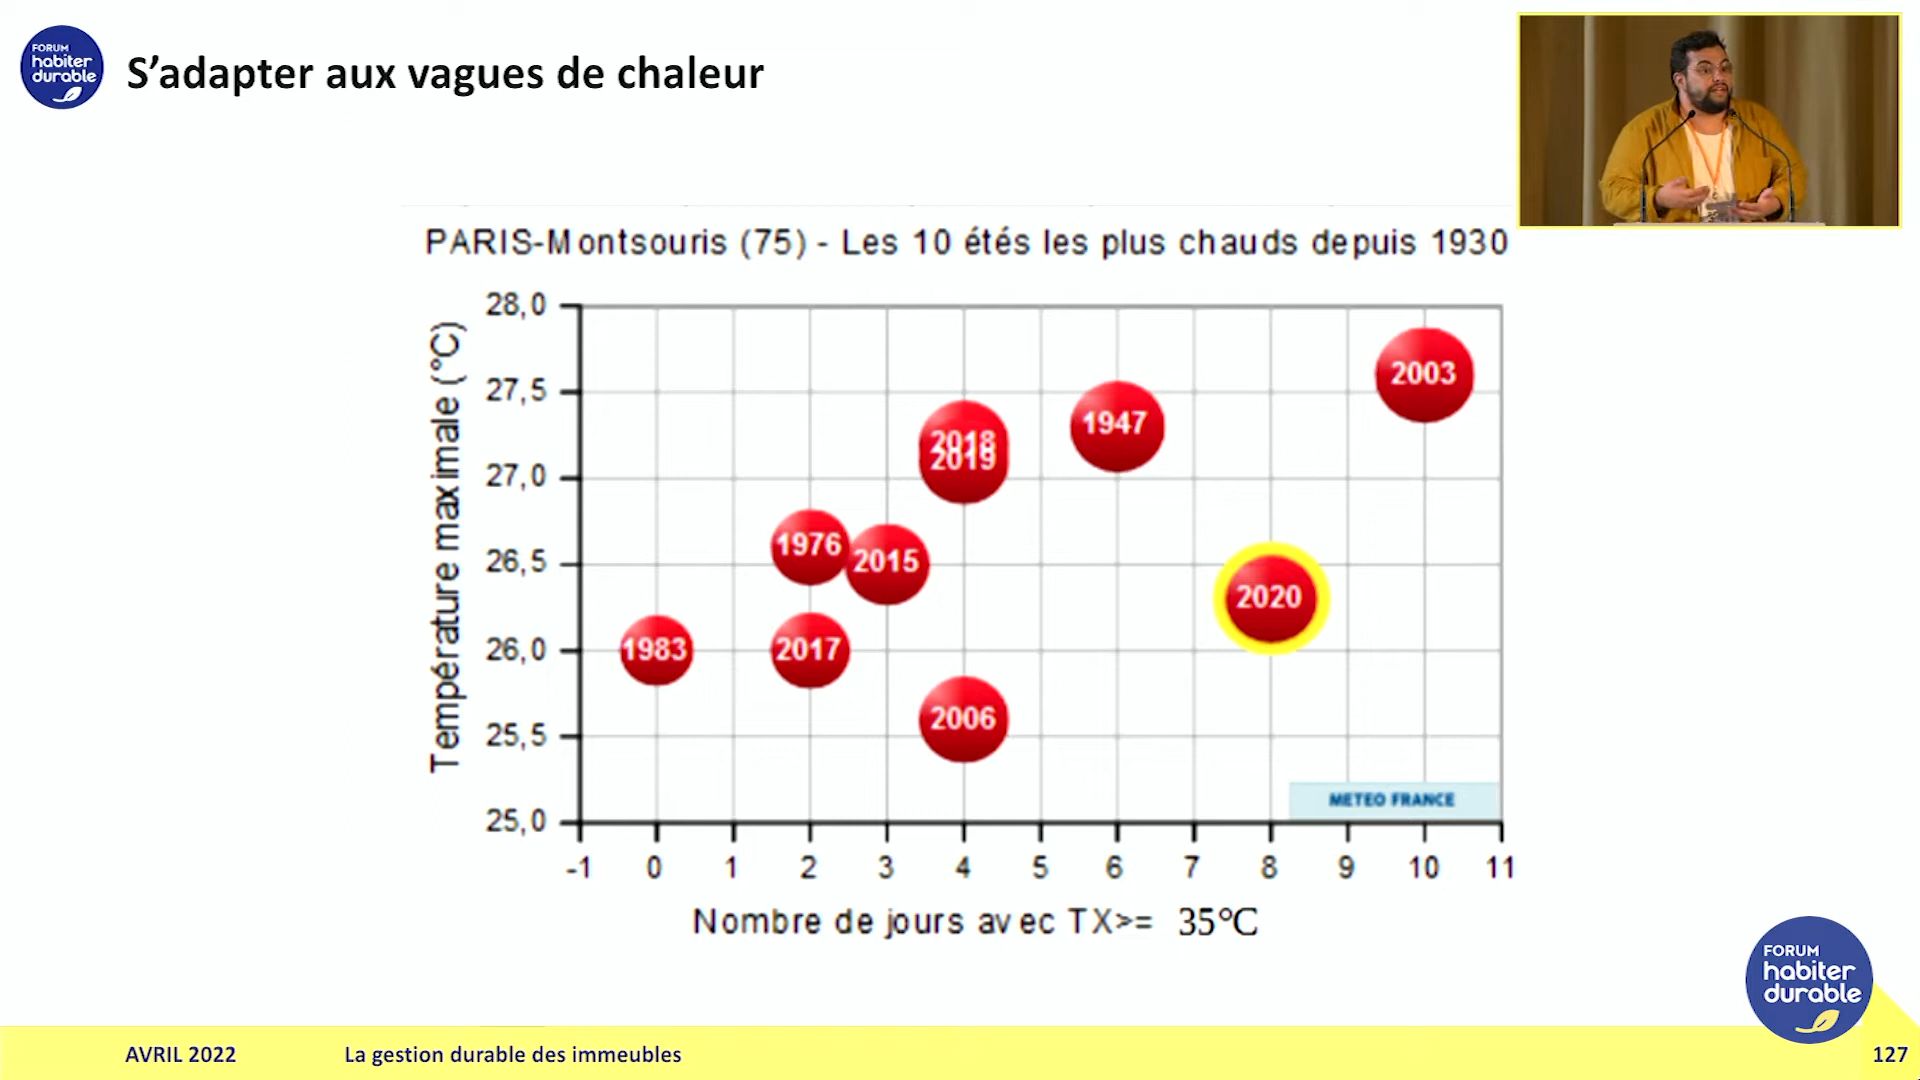 FORUM
habiter
durable
S’adapter aux vagues de chaleur
PARIS-Montsouris (75) - Les 10 étés les plus chauds depuis 1930
Température maximale (°C)
28,0
27,5
27,0
26,5
26,0
25,5
25,0
2003
1947
2018
2019
1976
2015
2020
1983
2017
2006
METEO FRANCE
-1 0 1 2 3 4 5 6 7 8 9 10 11
Nombre de jours avec TX>= 35°C
FORUM
habiter
durable
AVRIL 2022
La gestion durable des immeubles
127